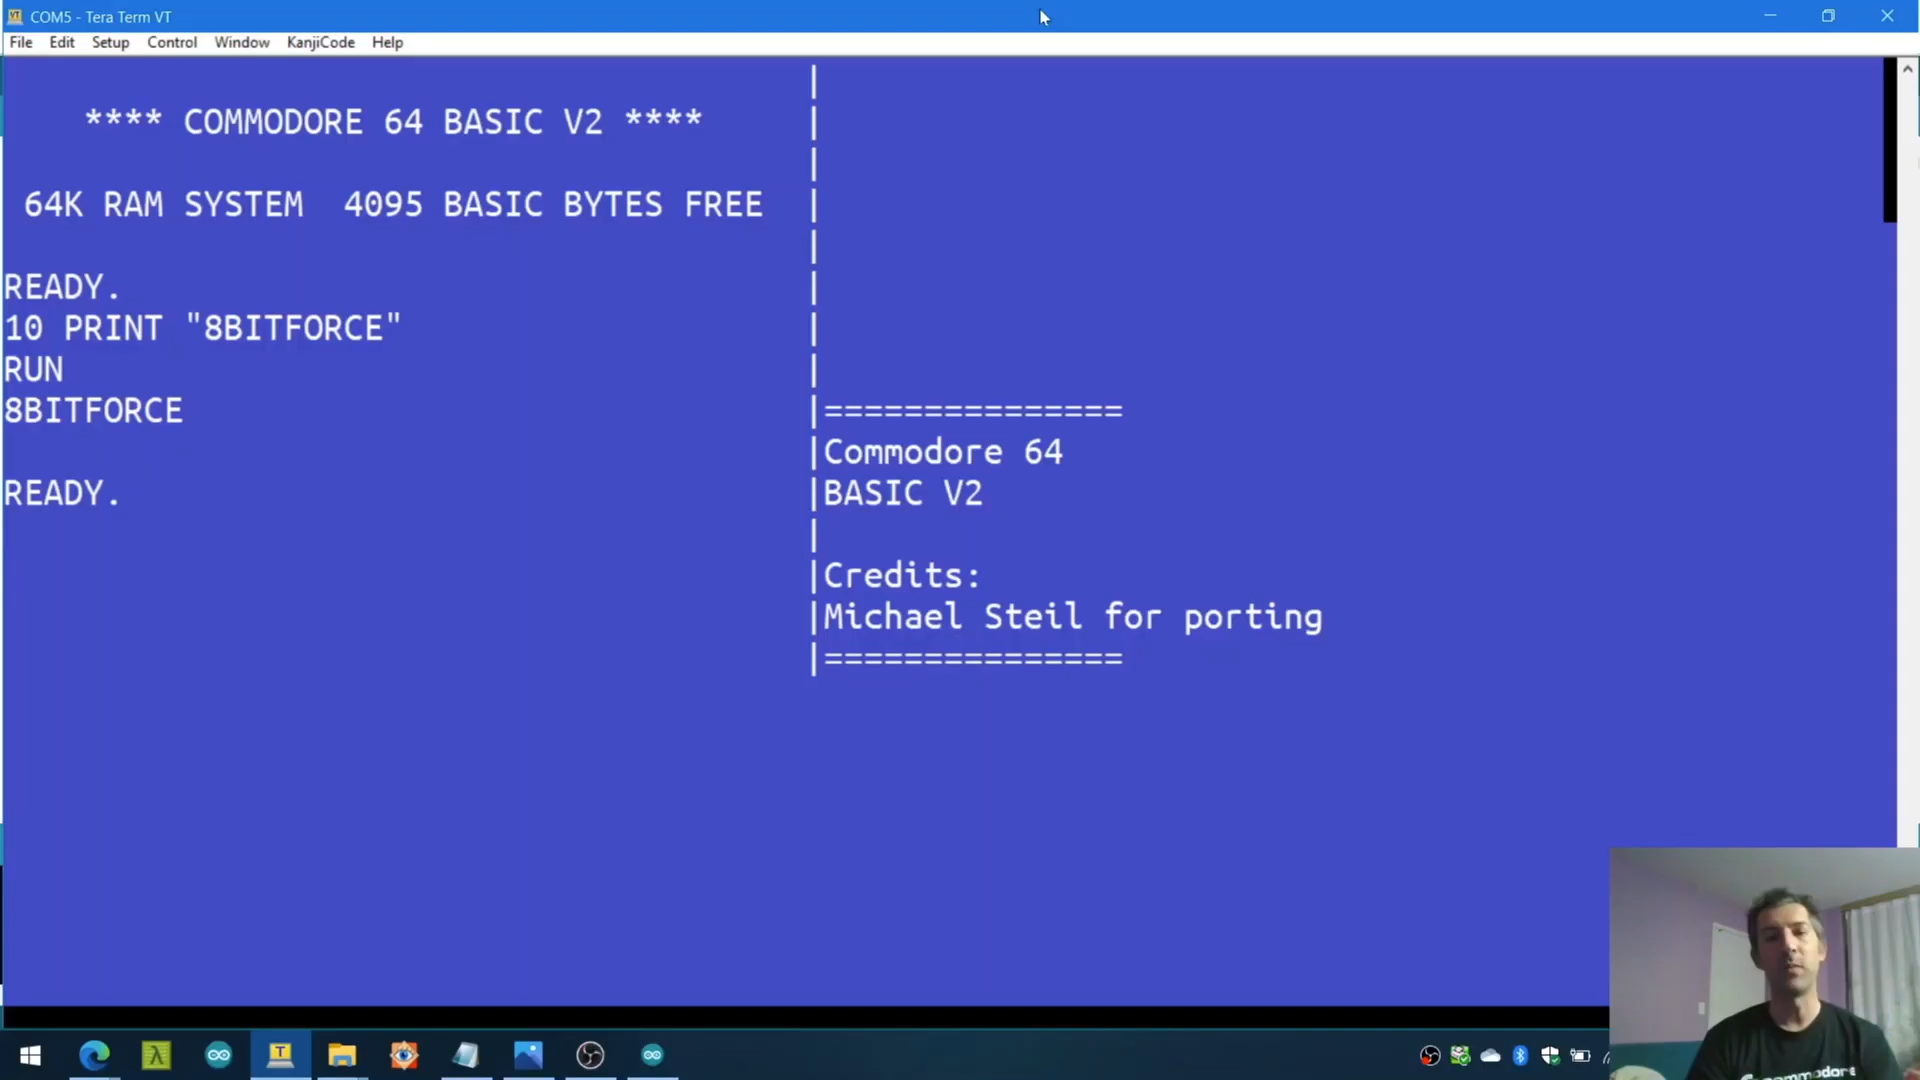 COM5 - Tera Term VT
File Edit Setup Control Window KanjiCode Help
**** COMMODORE 64 BASIC V2 ****
64K RAM SYSTEM  4095 BASIC BYTES FREE
READY.
10 PRINT "8BITFORCE"
RUN
8BITFORCE
READY.
|===============
|Commodore 64
|BASIC V2
|
|Credits:
|Michael Steil for porting
|===============
commodore